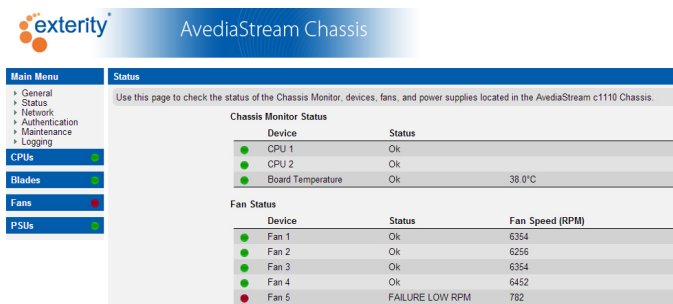 exterity
AvediaStream Chassis
Main Menu
General
Status
Network
Authentication
Maintenance
Logging
CPUs
Blades
Fans
PSUs
Status
Use this page to check the status of the Chassis Monitor, devices, fans, and power supplies located in the AvediaStream c1110 Chassis.
Chassis Monitor Status
Device Status
CPU 1 Ok
CPU 2 Ok
Board Temperature Ok 38.0°C
Fan Status
Device Status Fan Speed (RPM)
Fan 1 Ok 6354
Fan 2 Ok 6256
Fan 3 Ok 6354
Fan 4 Ok 6452
Fan 5 FAILURE LOW RPM 782